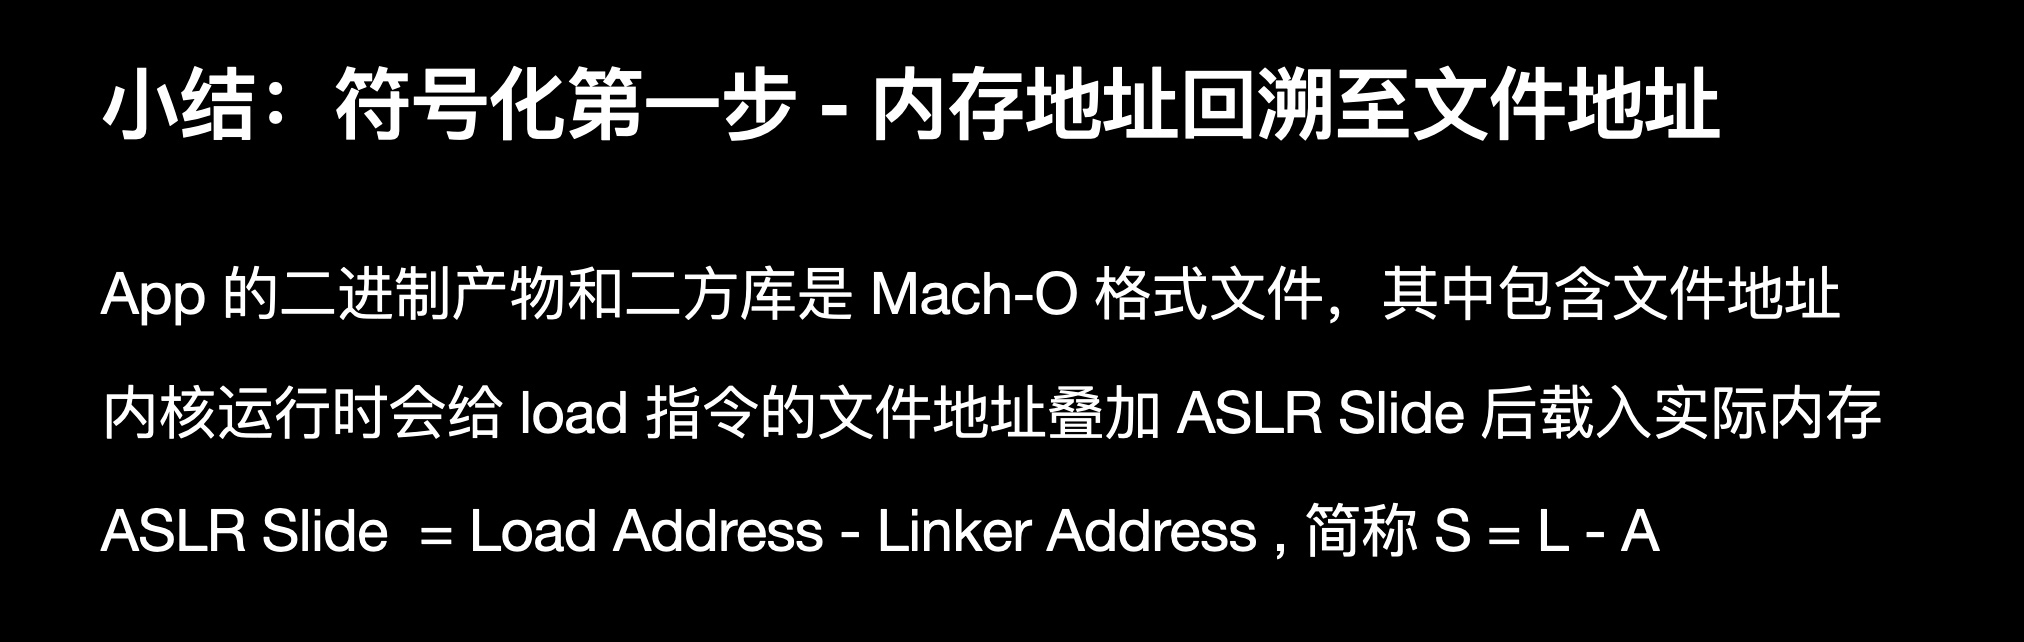 小结：符号化第一步 - 内存地址回溯至文件地址
App 的二进制产物和二方库是 Mach-O 格式文件，其中包含文件地址
内核运行时会给 load 指令的文件地址叠加 ASLR Slide 后载入实际内存
ASLR Slide  = Load Address - Linker Address , 简称 S = L - A